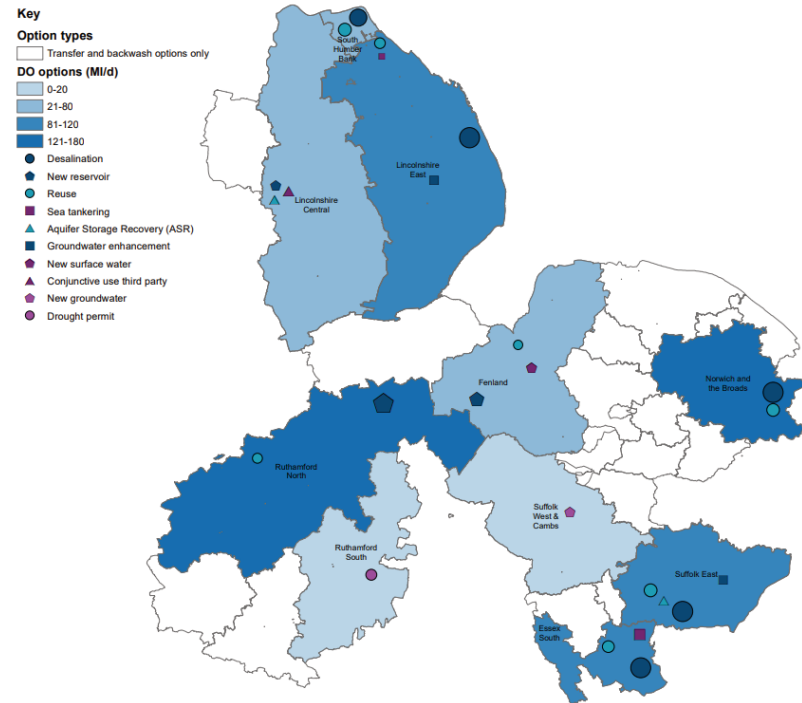 Key
Option types
Transfer and backwash options only
DO options (Ml/d)
0-20
21-80
81-120
121-180
Desalination
New reservoir
Reuse
Sea tankering
Aquifer Storage Recovery (ASR)
Groundwater enhancement
New surface water
Conjunctive use third party
New groundwater
Drought permit
South
Humber
Bank
Lincolnshire
East
Lincolnshire
Central
Fenland
Norwich and
the Broads
Ruthamford
North
Suffolk
West &
Cambs
Ruthamford
South
Suffolk East
Essex
South